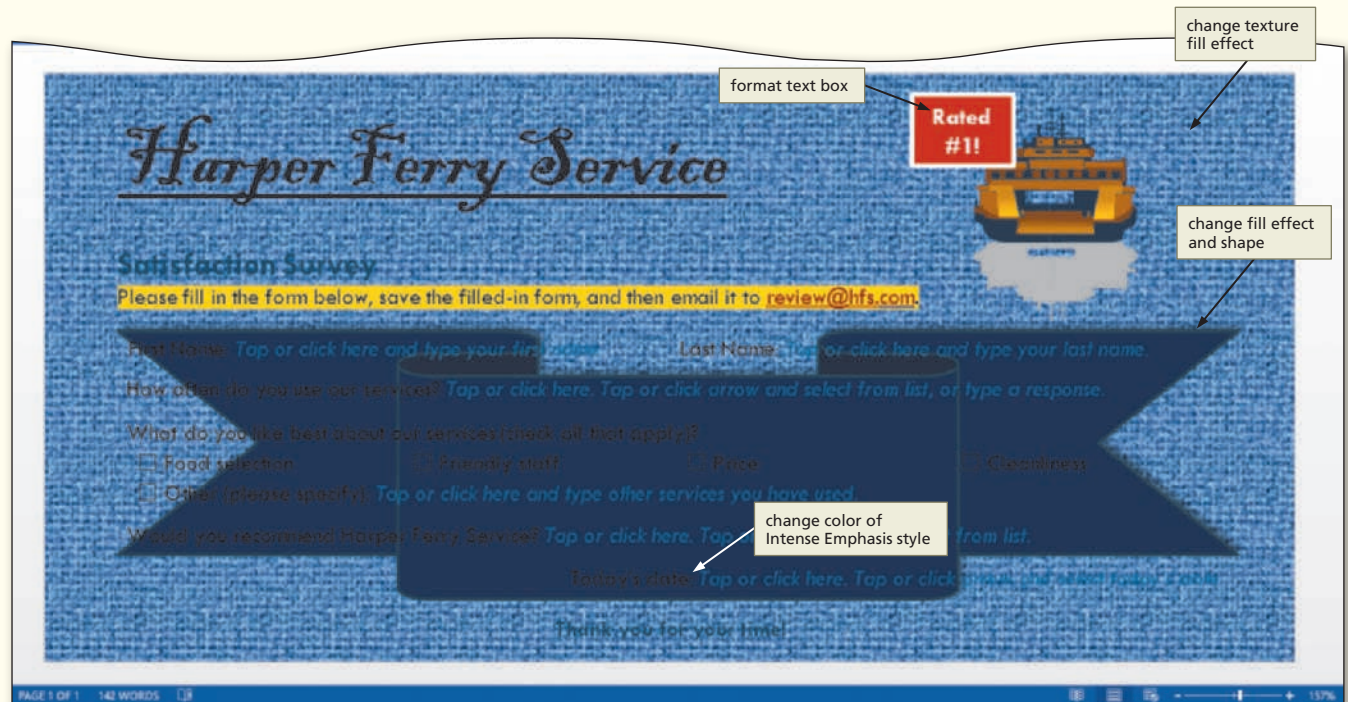 change texture
fill effect
format text box
Rated
#1!
Harper Ferry Service
change fill effect
and shape
Satisfaction Survey
Please fill in the form below, save the filled-in form, and then email it to review@hfs.com.
First Name: Tap or click here and type your first name. Last Name: Tap or click here and type your last name.
How often do you use our services? Tap or click here. Tap or click arrow and select from list, or type a response.
What do you like best about our services(check all that apply)?
☐ Food selection ☐ Friendly staff ☐ Price ☐ Cleanliness
☐ Other (please specify): Tap or click here and type other services you have used.
change color of
Intense Emphasis style
Would you recommend Harper Ferry Service? Tap or click here. Tap from list.
Today's date: Tap or click here. Tap or click and select today's date
Thank you for your time!
PAGE 1 OF 1 142 WORDS 157%